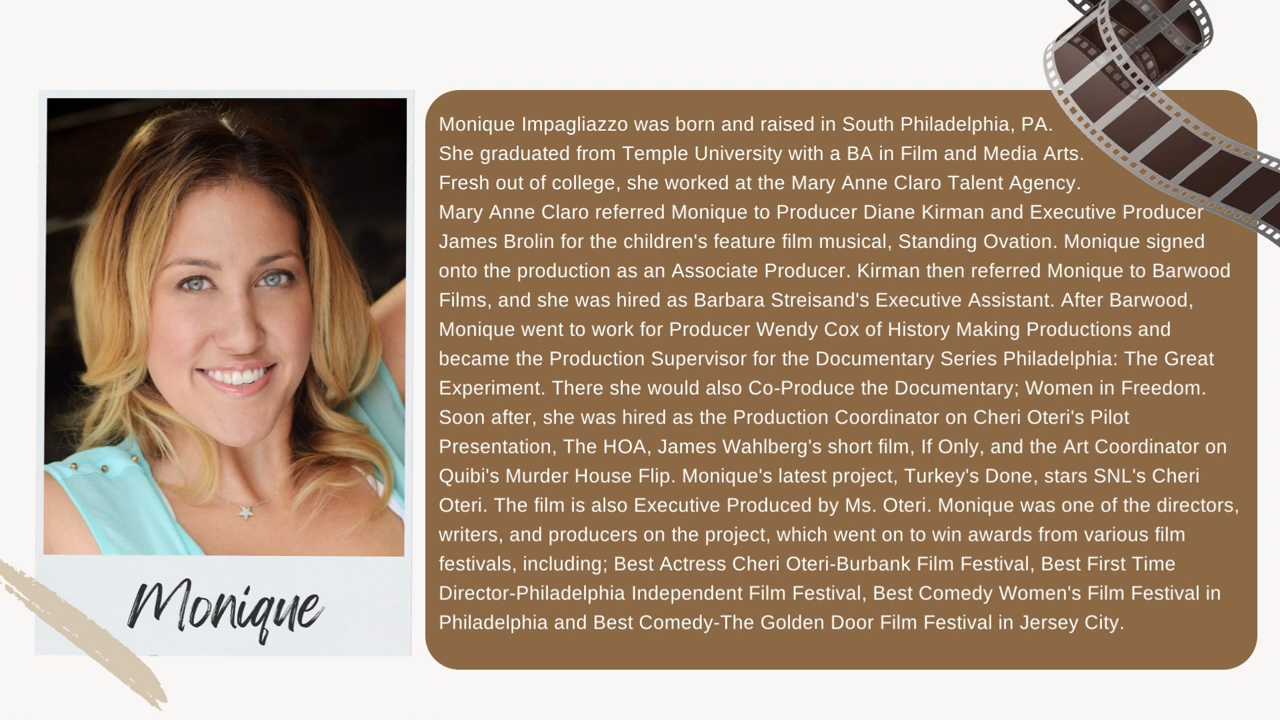 Monique Impagliazzo was born and raised in South Philadelphia, PA.
She graduated from Temple University with a BA in Film and Media Arts.
Fresh out of college, she worked at the Mary Anne Claro Talent Agency.
Mary Anne Claro referred Monique to Producer Diane Kirman and Executive Producer
James Brolin for the children's feature film musical, Standing Ovation. Monique signed
onto the production as an Associate Producer. Kirman then referred Monique to Barwood
Films, and she was hired as Barbara Streisand's Executive Assistant. After Barwood,
Monique went to work for Producer Wendy Cox of History Making Productions and
became the Production Supervisor for the Documentary Series Philadelphia: The Great
Experiment. There she would also Co-Produce the Documentary; Women in Freedom.
Soon after, she was hired as the Production Coordinator on Cheri Oteri's Pilot
Presentation, The HOA, James Wahlberg's short film, If Only, and the Art Coordinator on
Quibi's Murder House Flip. Monique's latest project, Turkey's Done, stars SNL's Cheri
Oteri. The film is also Executive Produced by Ms. Oteri. Monique was one of the directors,
writers, and producers on the project, which went on to win awards from various film
festivals, including; Best Actress Cheri Oteri-Burbank Film Festival, Best First Time
Director-Philadelphia Independent Film Festival, Best Comedy Women's Film Festival in
Philadelphia and Best Comedy-The Golden Door Film Festival in Jersey City.
Monique